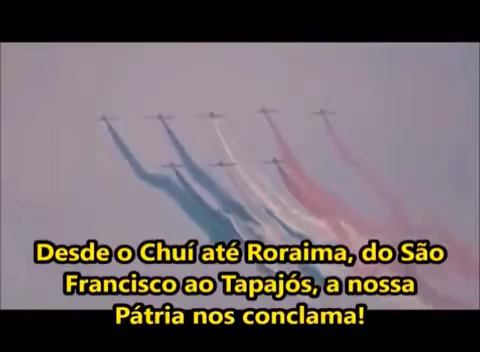 Desde o Chuí até Roraima, do São
Francisco ao Tapajós, a nossa
Pátria nos conclama!